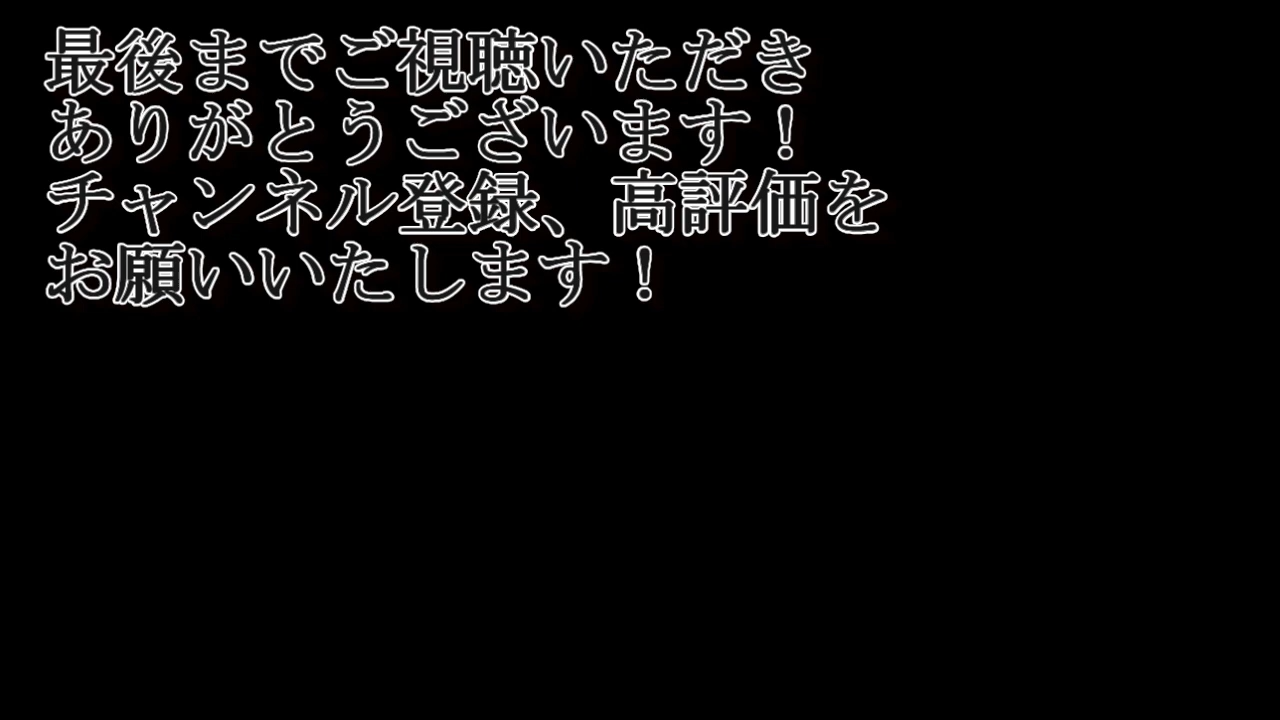 最後までご視聴いただき
ありがとうございます！
チャンネル登録、高評価を
お願いいたします！